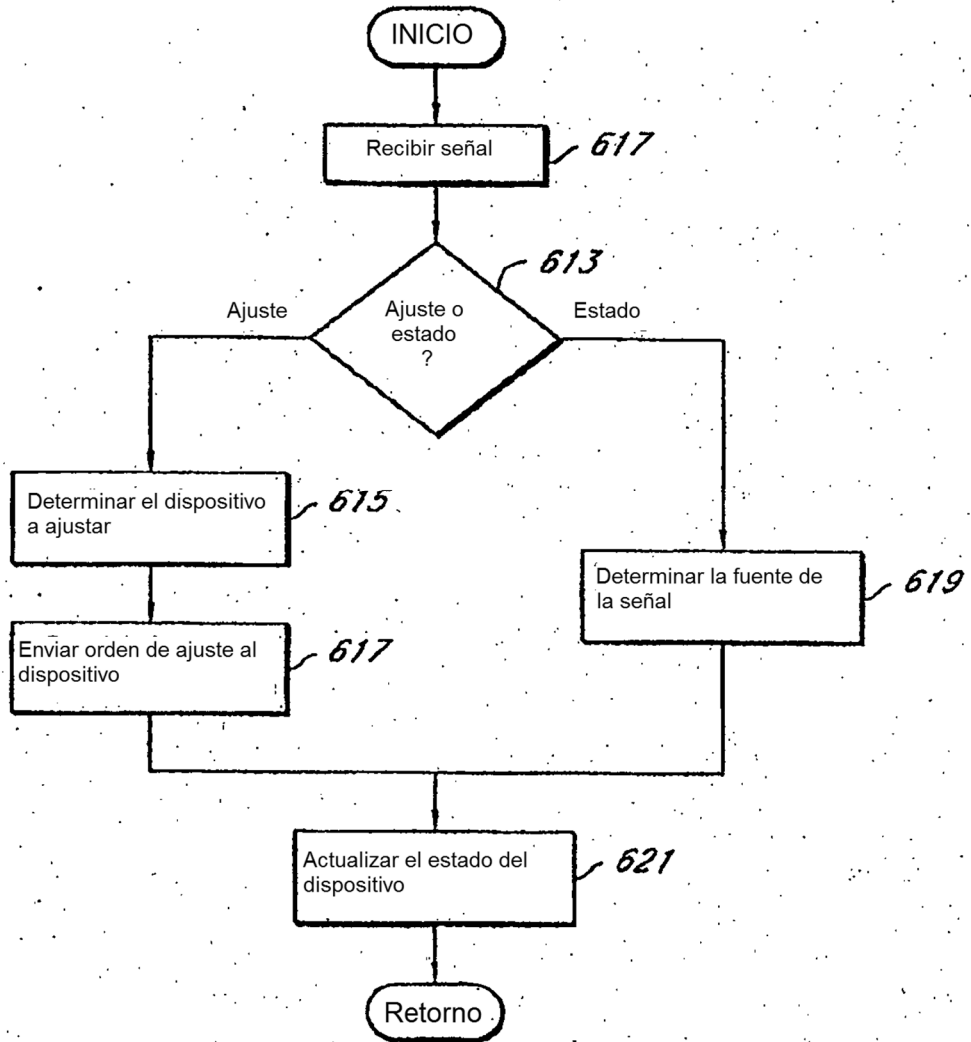 INICIO
Recibir señal
617
613
Ajuste
Ajuste o
estado
?
Estado
Determinar el dispositivo
a ajustar
615
Determinar la fuente de
la señal
619
Enviar orden de ajuste al
dispositivo
617
Actualizar el estado del
dispositivo
621
Retorno